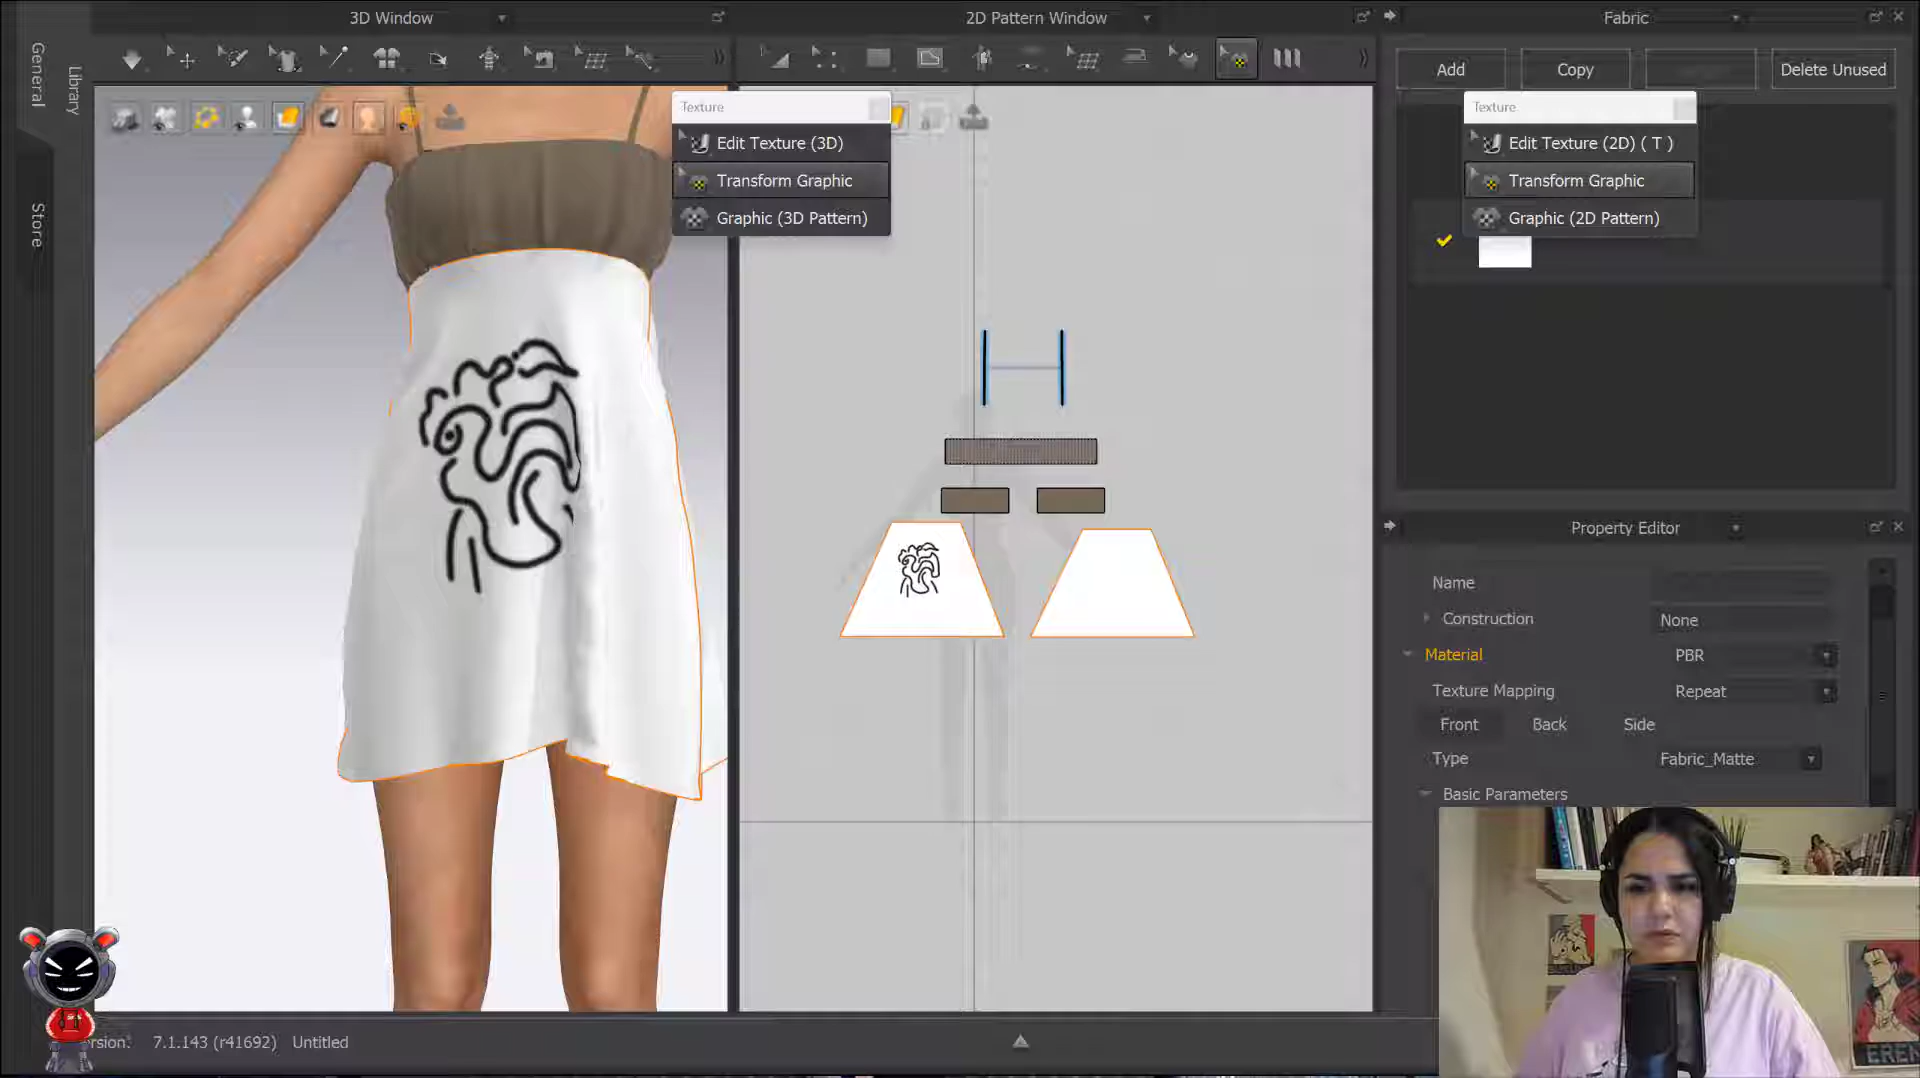 3D Window
2D Pattern Window
Fabric
General
Library
Store
Add
Copy
Delete Unused
Texture
Edit Texture (3D)
Transform Graphic
Graphic (3D Pattern)
Texture
Edit Texture (2D) ( T )
Transform Graphic
Graphic (2D Pattern)
Property Editor
Name
Construction
None
Material
PBR
Texture Mapping
Repeat
Front
Back
Side
Type
Fabric_Matte
Basic Parameters
EREN
rsion:
7.1.143 (r41692)
Untitled